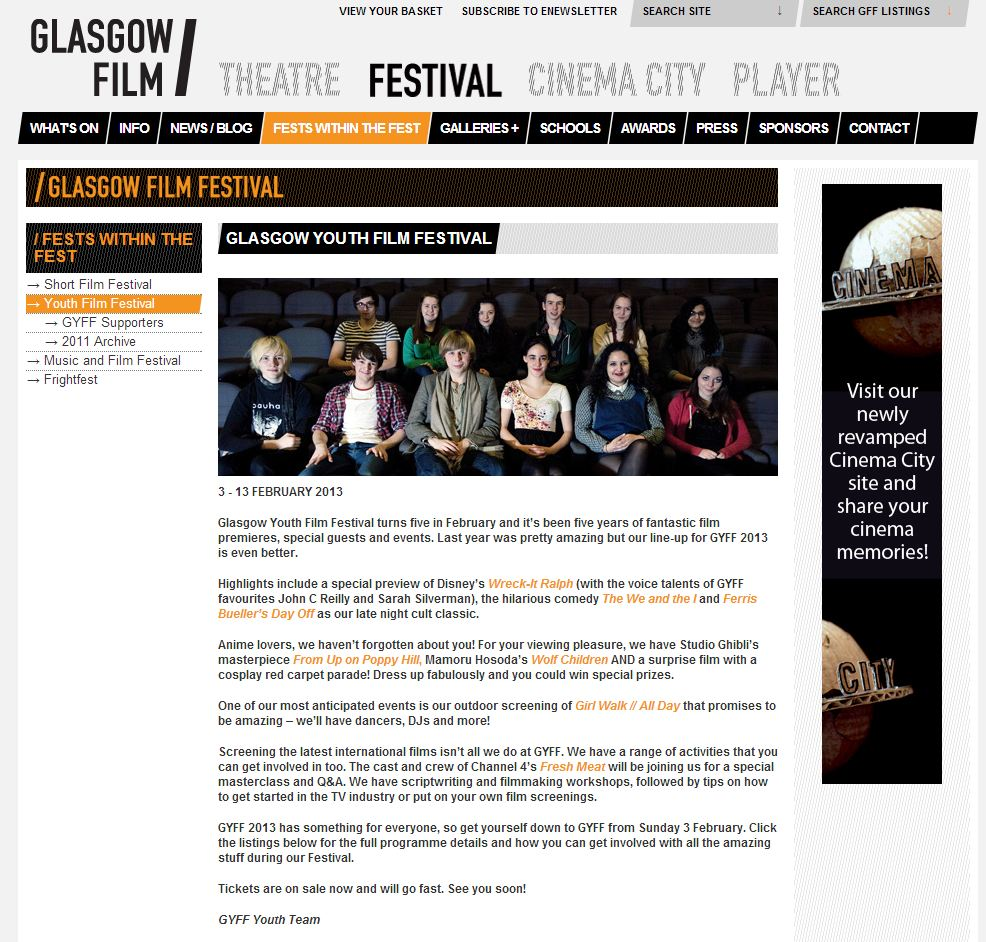 VIEW YOUR BASKET SUBSCRIBE TO ENEWSLETTER SEARCH SITE ↓ SEARCH GFF LISTINGS ↓
GLASGOW
FILM /
THEATRE FESTIVAL CINEMA CITY PLAYER
WHAT'S ON INFO NEWS / BLOG FESTS WITHIN THE FEST GALLERIES + SCHOOLS AWARDS PRESS SPONSORS CONTACT
/ GLASGOW FILM FESTIVAL
/ FESTS WITHIN THE
FEST
→ Short Film Festival
→ Youth Film Festival
→ GYFF Supporters
→ 2011 Archive
→ Music and Film Festival
→ Frightfest
GLASGOW YOUTH FILM FESTIVAL
bauha
3 - 13 FEBRUARY 2013
Glasgow Youth Film Festival turns five in February and it's been five years of fantastic film
premieres, special guests and events. Last year was pretty amazing but our line-up for GYFF 2013
is even better.
Highlights include a special preview of Disney's Wreck-It Ralph (with the voice talents of GYFF
favourites John C Reilly and Sarah Silverman), the hilarious comedy The We and the I and Ferris
Bueller's Day Off as our late night cult classic.
Anime lovers, we haven't forgotten about you! For your viewing pleasure, we have Studio Ghibli's
masterpiece From Up on Poppy Hill, Mamoru Hosoda's Wolf Children AND a surprise film with a
cosplay red carpet parade! Dress up fabulously and you could win special prizes.
One of our most anticipated events is our outdoor screening of Girl Walk // All Day that promises to
be amazing – we'll have dancers, DJs and more!
Screening the latest international films isn't all we do at GYFF. We have a range of activities that you
can get involved in too. The cast and crew of Channel 4's Fresh Meat will be joining us for a special
masterclass and Q&A. We have scriptwriting and filmmaking workshops, followed by tips on how
to get started in the TV industry or put on your own film screenings.
GYFF 2013 has something for everyone, so get yourself down to GYFF from Sunday 3 February. Click
the listings below for the full programme details and how you can get involved with all the amazing
stuff during our Festival.
Tickets are on sale now and will go fast. See you soon!
GYFF Youth Team
CINEMA
Visit our
newly
revamped
Cinema City
site and
share your
cinema
memories!
CITY